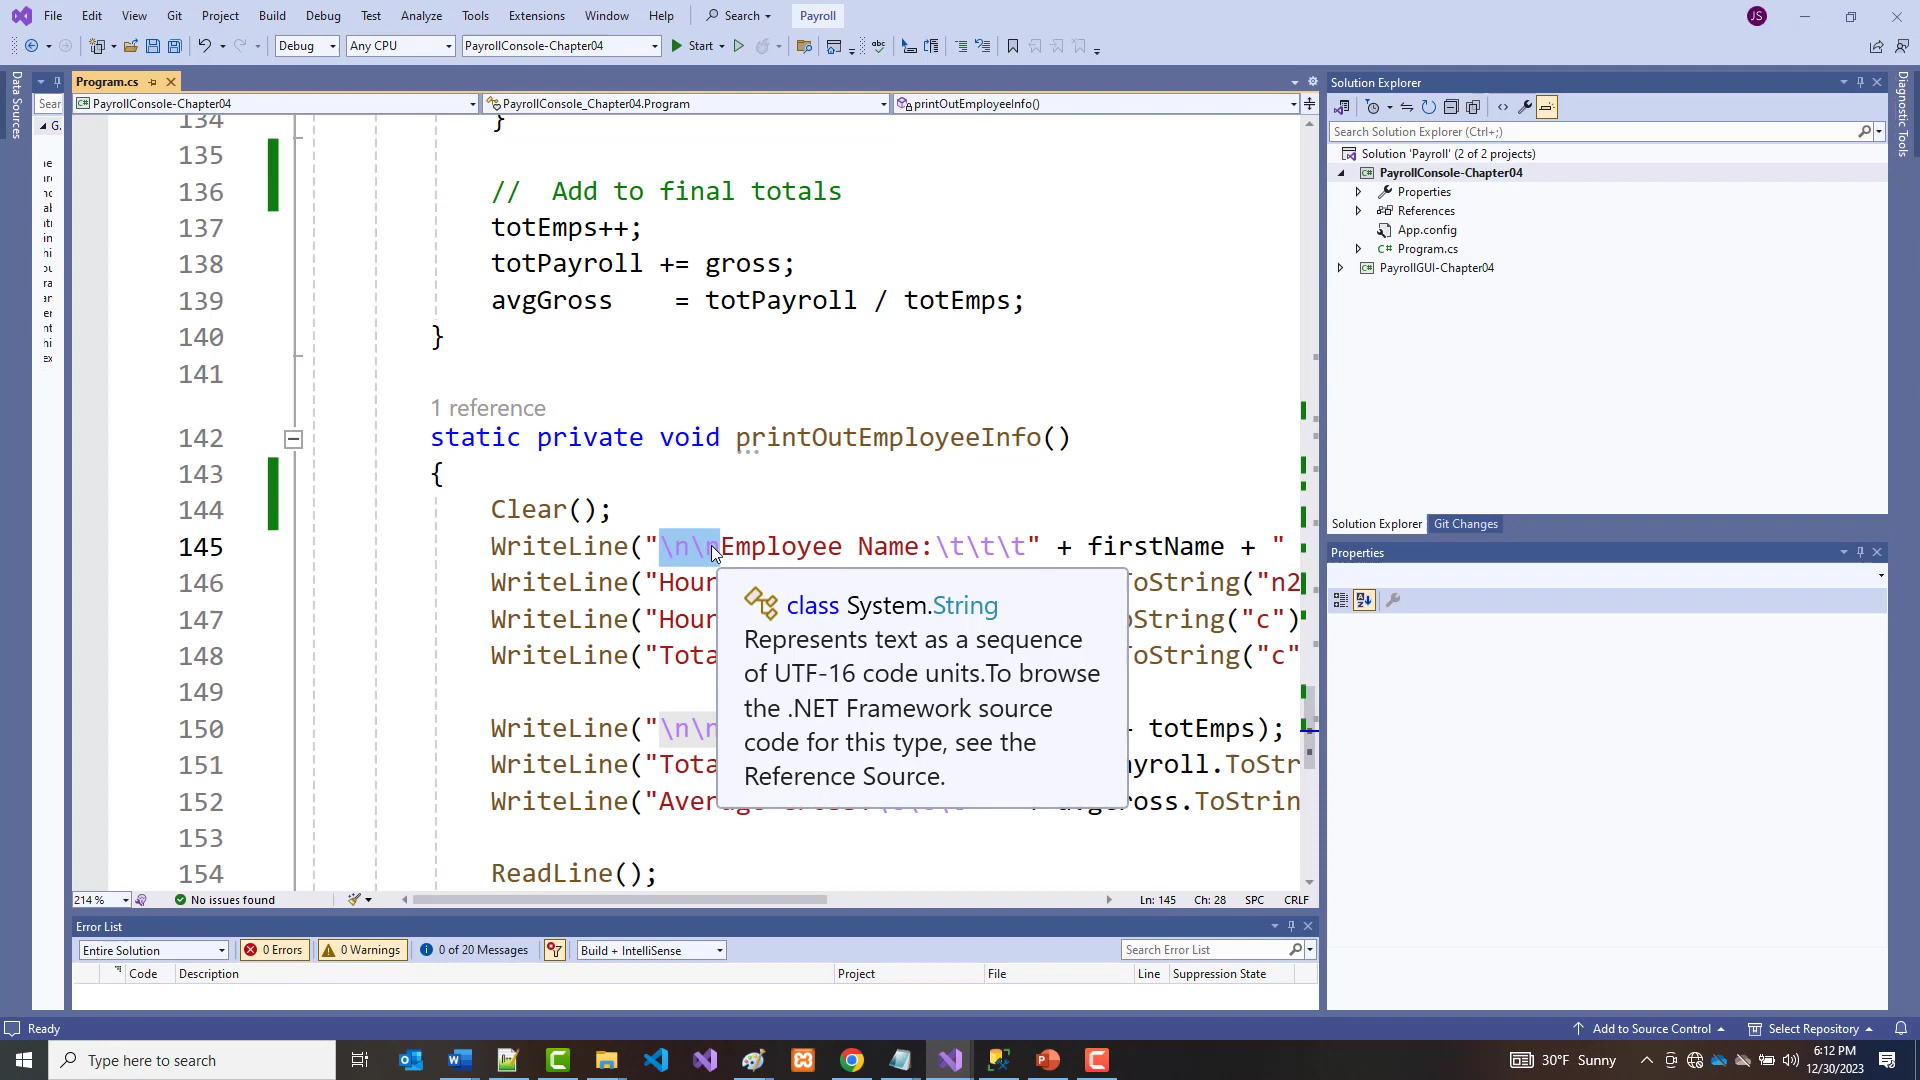 File Edit View Git Project Build Debug Test Analyze Tools Extensions Window Help Search Payroll JS
Debug Any CPU PayrollConsole-Chapter04 Start
Data Sources
Diagnostic Tools
Program.cs
PayrollConsole-Chapter04 PayrollConsole_Chapter04.Program printOutEmployeeInfo()
Sear
G.
134 }
135
136 //  Add to final totals
137 totEmps++;
138 totPayroll += gross;
139 avgGross    = totPayroll / totEmps;
140 }
141
1 reference
142 static private void printOutEmployeeInfo()
143 {
144 Clear();
145 WriteLine("\n\nEmployee Name:\t\t\t" + firstName + "
146 WriteLine("Hour oString("n2
147 WriteLine("Hour oString("c")
148 WriteLine("Tota oString("c"
149
150 WriteLine("\n\n totEmps);
151 WriteLine("Tota ayroll.ToStr
152 WriteLine("Aver .ToString
153
154 ReadLine();
class System.String
Represents text as a sequence
of UTF-16 code units.To browse
the .NET Framework source
code for this type, see the
Reference Source.
214 % No issues found Ln: 145 Ch: 28 SPC CRLF
Error List
Entire Solution 0 Errors 0 Warnings 0 of 20 Messages Build + IntelliSense Search Error List
Code Description Project File Line Suppression State
Solution Explorer
Search Solution Explorer (Ctrl+;)
Solution 'Payroll' (2 of 2 projects)
PayrollConsole-Chapter04
Properties
References
App.config
C# Program.cs
PayrollGUI-Chapter04
Solution Explorer Git Changes
Properties
Ready Add to Source Control Select Repository
Type here to search 30°F Sunny 6:12 PM
12/30/2023